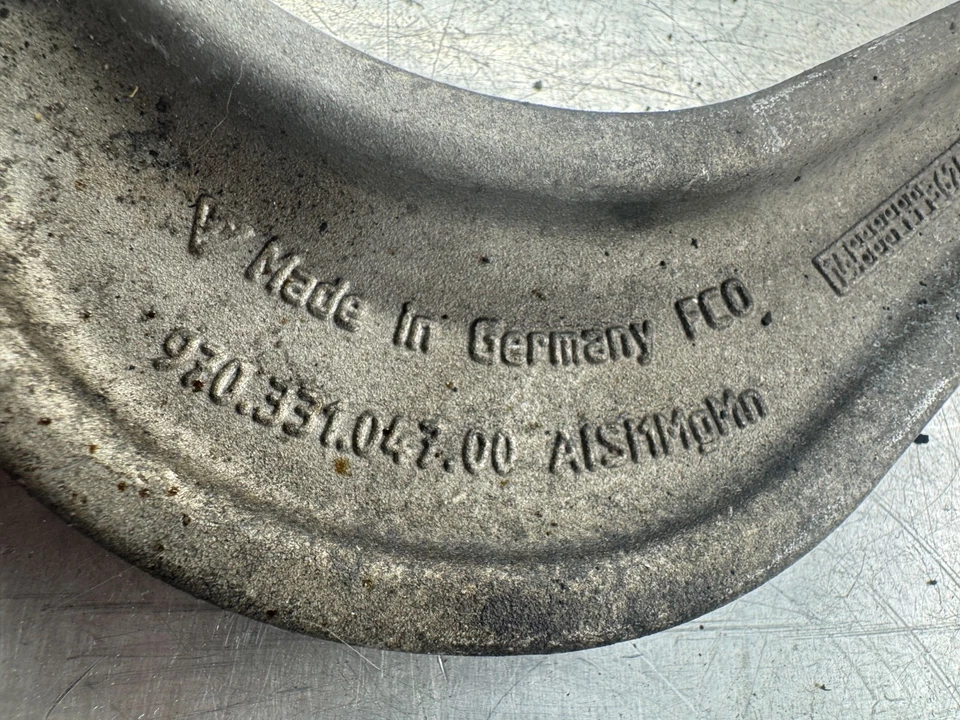 Made In Germany FCO
970.331.047.00 AlSi1MgMn